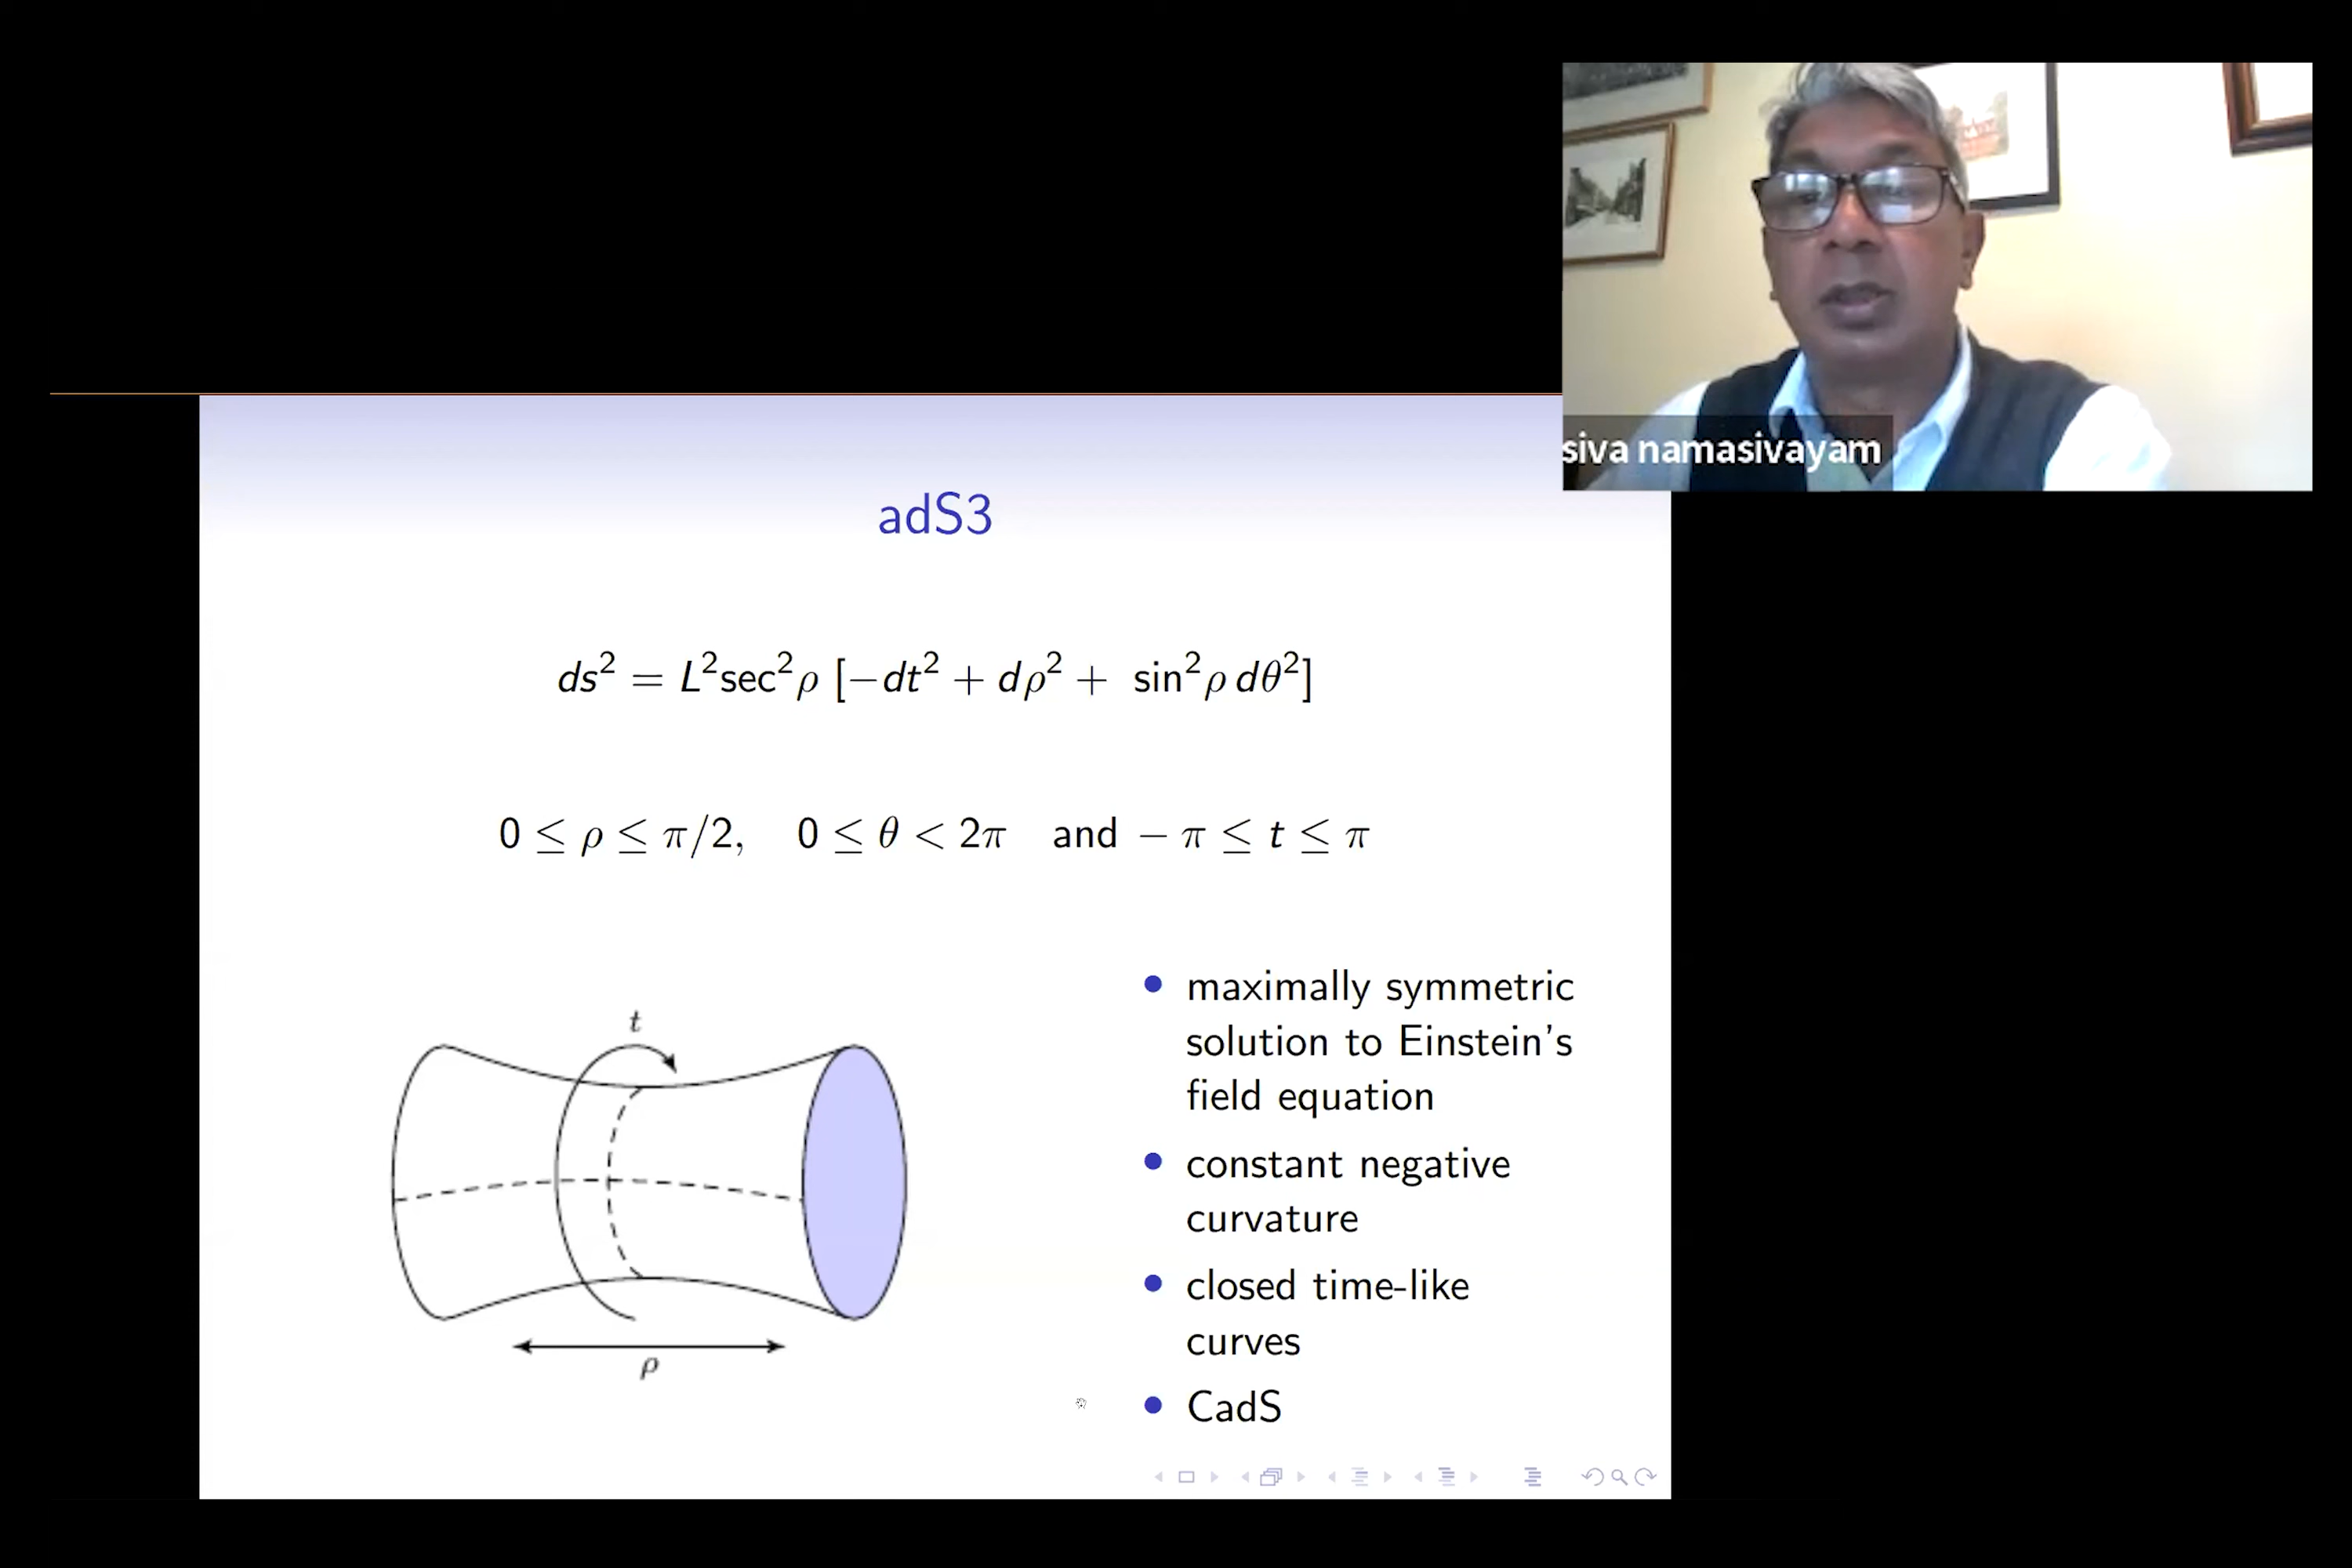 siva namasivayam
adS3
ds² = L²sec²ρ [−dt² + dρ² + sin²ρ dθ²]
0 ≤ ρ ≤ π/2, 0 ≤ θ < 2π and − π ≤ t ≤ π
t
ρ
• maximally symmetric
solution to Einstein's
field equation
• constant negative
curvature
• closed time-like
curves
• CadS